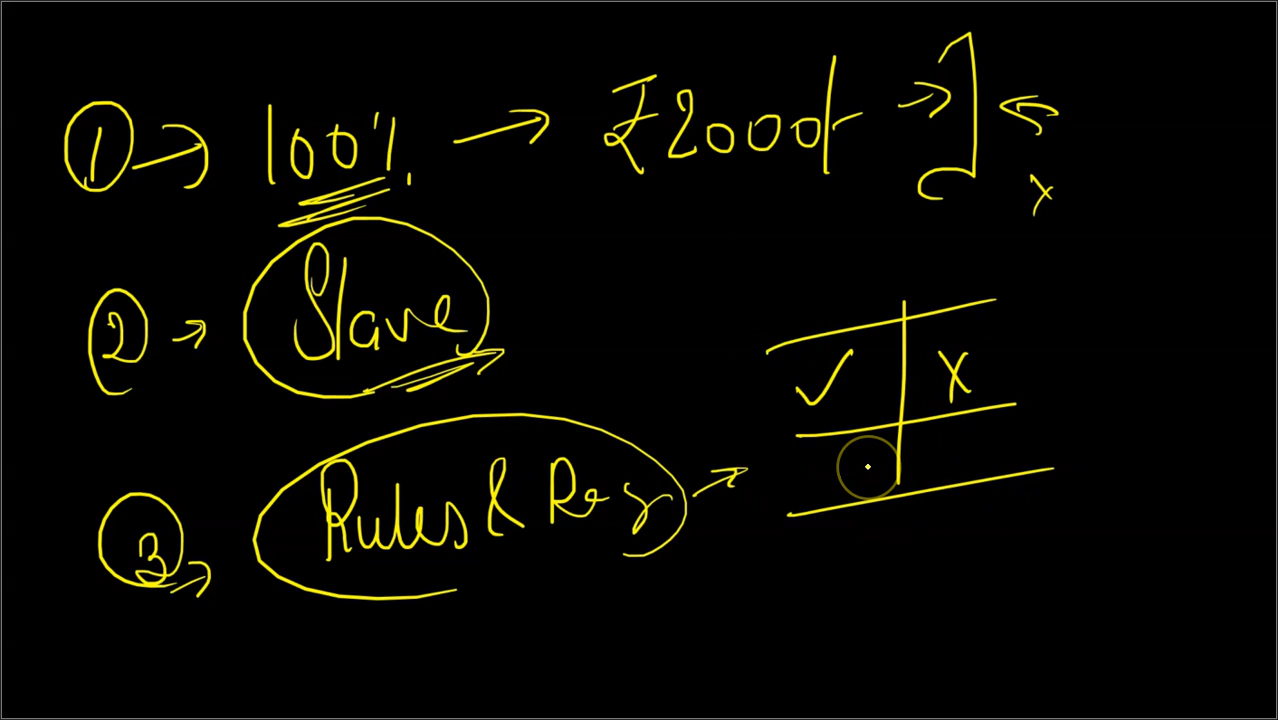 1 → 100% → ₹2000/- →
2 → Slave
3 → Rules & Reg →
✓ x